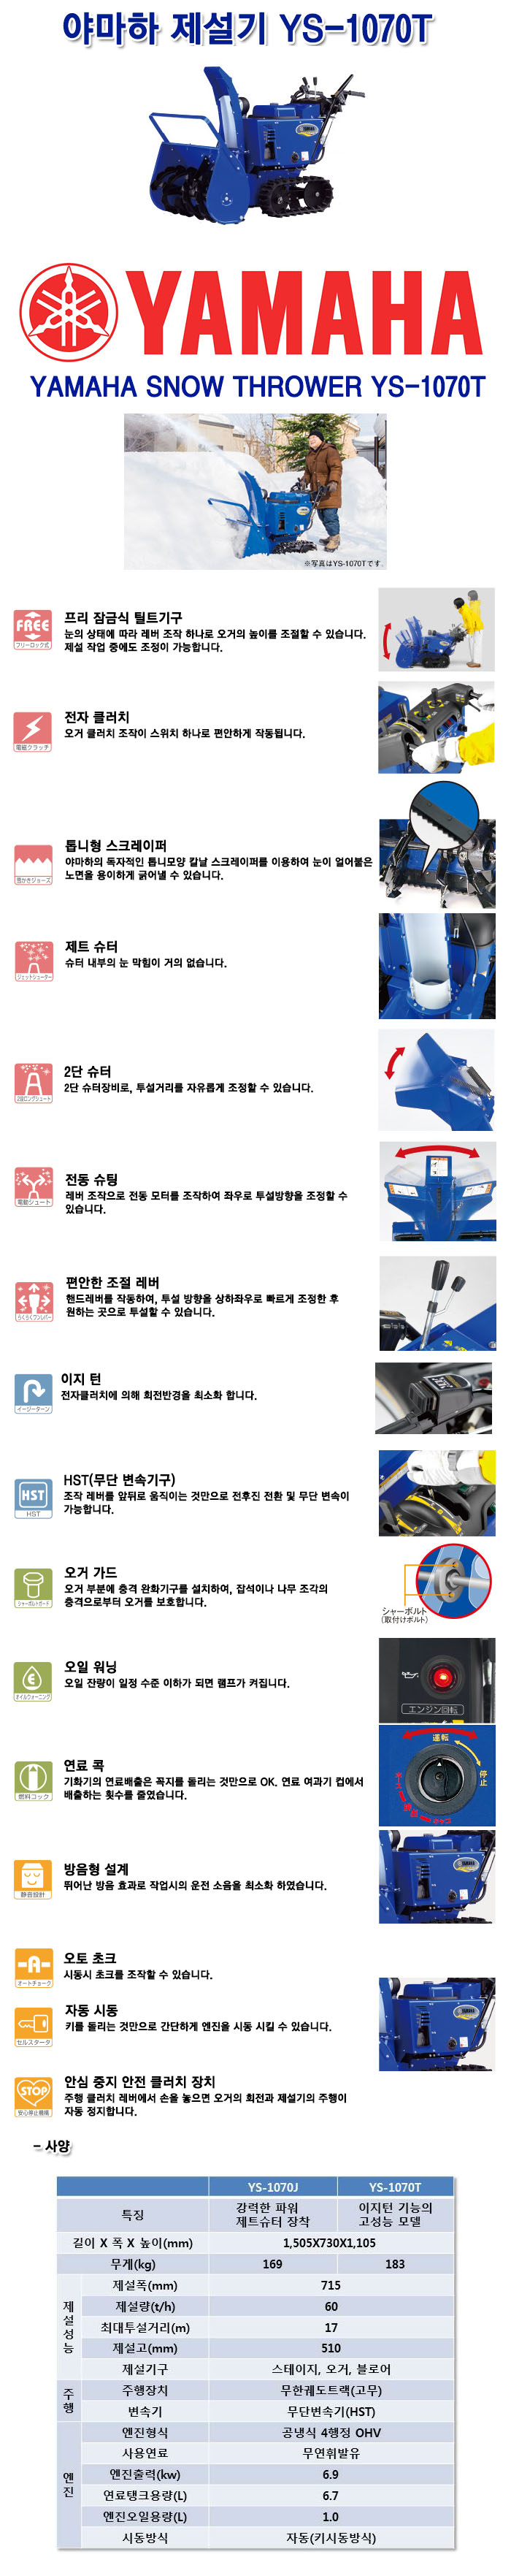 야마하 제설기 YS-1070T
YAMAHA
YAMAHA
YAMAHA SNOW THROWER YS-1070T
※写真はYS-1070Tです。
FREE
フリーロック式
프리 잠금식 틸트기구
눈의 상태에 따라 레버 조작 하나로 오거의 높이를 조절할 수 있습니다.
제설 작업 중에도 조정이 가능합니다.
電磁クラッチ
전자 클러치
오거 클러치 조작이 스위치 하나로 편안하게 작동됩니다.
雪かきジョーズ
톱니형 스크레이퍼
야마하의 독자적인 톱니모양 칼날 스크레이퍼를 이용하여 눈이 얼어붙은
노면을 용이하게 긁어낼 수 있습니다.
ジェットシューター
제트 슈터
슈터 내부의 눈 막힘이 거의 없습니다.
2段ロングシュート
2단 슈터
2단 슈터장비로, 투설거리를 자유롭게 조정할 수 있습니다.
電動シュート
전동 슈팅
레버 조작으로 전동 모터를 조작하여 좌우로 투설방향을 조정할 수
있습니다.
らくらくワンレバー
편안한 조절 레버
핸드레버를 작동하여, 투설 방향을 상하좌우로 빠르게 조정한 후
원하는 곳으로 투설할 수 있습니다.
イージーターン
이지 턴
전자클러치에 의해 회전반경을 최소화 합니다.
HST
HST
HST(무단 변속기구)
조작 레버를 앞뒤로 움직이는 것만으로 전후진 전환 및 무단 변속이
가능합니다.
シャーボルトガード
오거 가드
오거 부분에 충격 완화기구를 설치하여, 잡석이나 나무 조각의
충격으로부터 오거를 보호합니다.
シャーボルト
(取付けボルト)
E
オイルウォーニング
오일 워닝
오일 잔량이 일정 수준 이하가 되면 램프가 켜집니다.
エンジン回転
燃料コック
연료 콕
기화기의 연료배출은 꼭지를 돌리는 것만으로 OK. 연료 여과기 컵에서
배출하는 횟수를 줄였습니다.
運転
停止
静音設計
방음형 설계
뛰어난 방음 효과로 작업시의 운전 소음을 최소화 하였습니다.
A
オートチョーク
오토 초크
시동시 초크를 조작할 수 있습니다.
セルスタータ
자동 시동
키를 돌리는 것만으로 간단하게 엔진을 시동 시킬 수 있습니다.
STOP
安心停止機構
안심 중지 안전 클러치 장치
주행 클러치 레버에서 손을 놓으면 오거의 회전과 제설기의 주행이
자동 정지합니다.
- 사양
YS-1070J YS-1070T
특징 강력한 파워 이지턴 기능의
제트슈터 장착 고성능 모델
길이 X 폭 X 높이(mm) 1,505X730X1,105
무게(kg) 169 183
제설성능 제설폭(mm) 715
제설량(t/h) 60
최대투설거리(m) 17
제설고(mm) 510
제설기구 스테이지, 오거, 블로어
주행 주행장치 무한궤도트랙(고무)
변속기 무단변속기(HST)
엔진 엔진형식 공냉식 4행정 OHV
사용연료 무연휘발유
엔진출력(kw) 6.9
연료탱크용량(L) 6.7
엔진오일용량(L) 1.0
시동방식 자동(키시동방식)